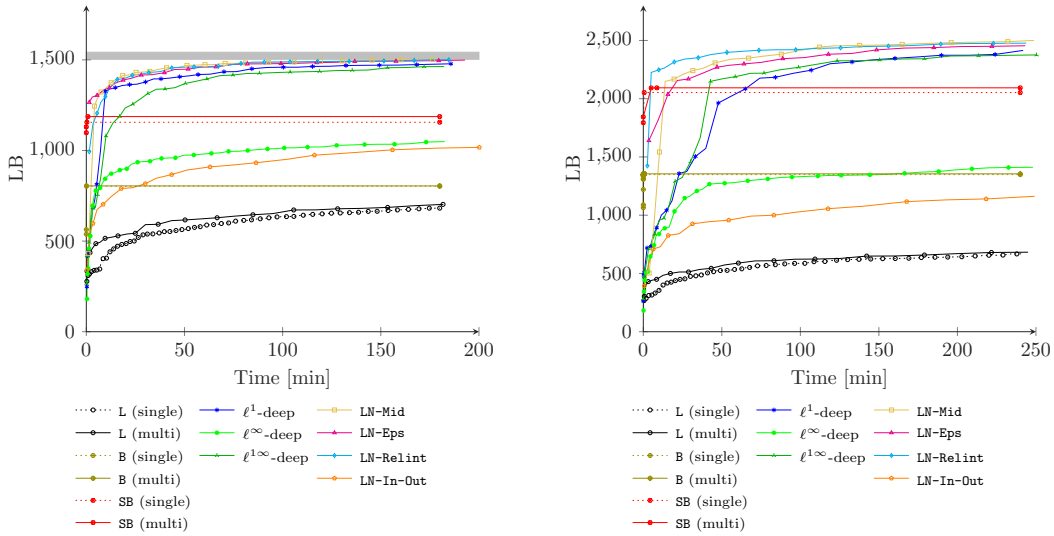 1,500
1,000
500
0
LB
0 50 100 150 200
Time [min]
L (single)
L (multi)
B (single)
B (multi)
SB (single)
SB (multi)
ℓ¹-deep
ℓ∞-deep
ℓ¹∞-deep
LN-Mid
LN-Eps
LN-Relint
LN-In-Out
2,500
2,000
1,500
1,000
500
0
LB
0 50 100 150 200 250
Time [min]
L (single)
L (multi)
B (single)
B (multi)
SB (single)
SB (multi)
ℓ¹-deep
ℓ∞-deep
ℓ¹∞-deep
LN-Mid
LN-Eps
LN-Relint
LN-In-Out